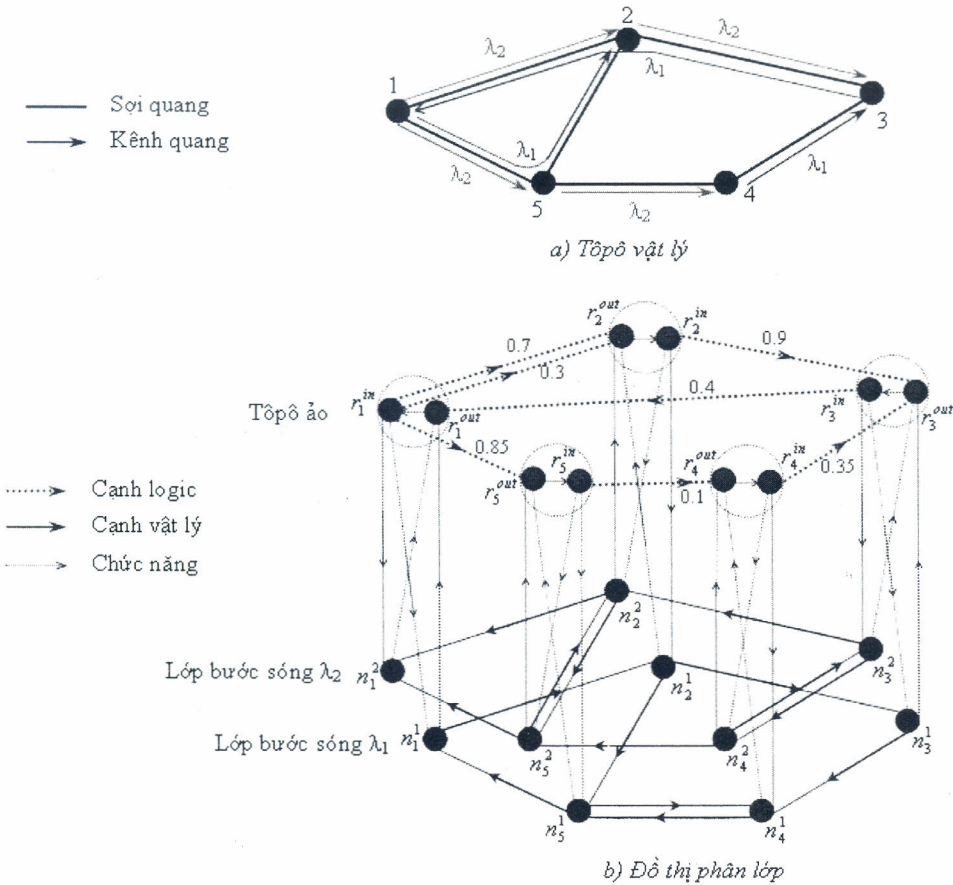 2
λ₂
λ₂
λ₁
1
3
Sợi quang
Kênh quang
λ₁
λ₂
λ₁
5
λ₂
4
a) Tôpô vật lý
r₂ᵒᵘᵗ
r₂ⁱⁿ
0.7
0.9
0.3
0.4
Tôpô ảo
r₁ⁱⁿ
r₁ᵒᵘᵗ
r₃ⁱⁿ
r₃ᵒᵘᵗ
0.85
r₅ⁱⁿ
r₄ᵒᵘᵗ
r₄ⁱⁿ
0.35
r₅ᵒᵘᵗ
0.1
Cạnh logic
Cạnh vật lý
Chức năng
n₂²
Lớp bước sóng λ₂
n₁²
n₂¹
n₃²
Lớp bước sóng λ₁
n₁¹
n₅²
n₄²
n₃¹
n₅¹
n₄¹
b) Đồ thị phân lớp